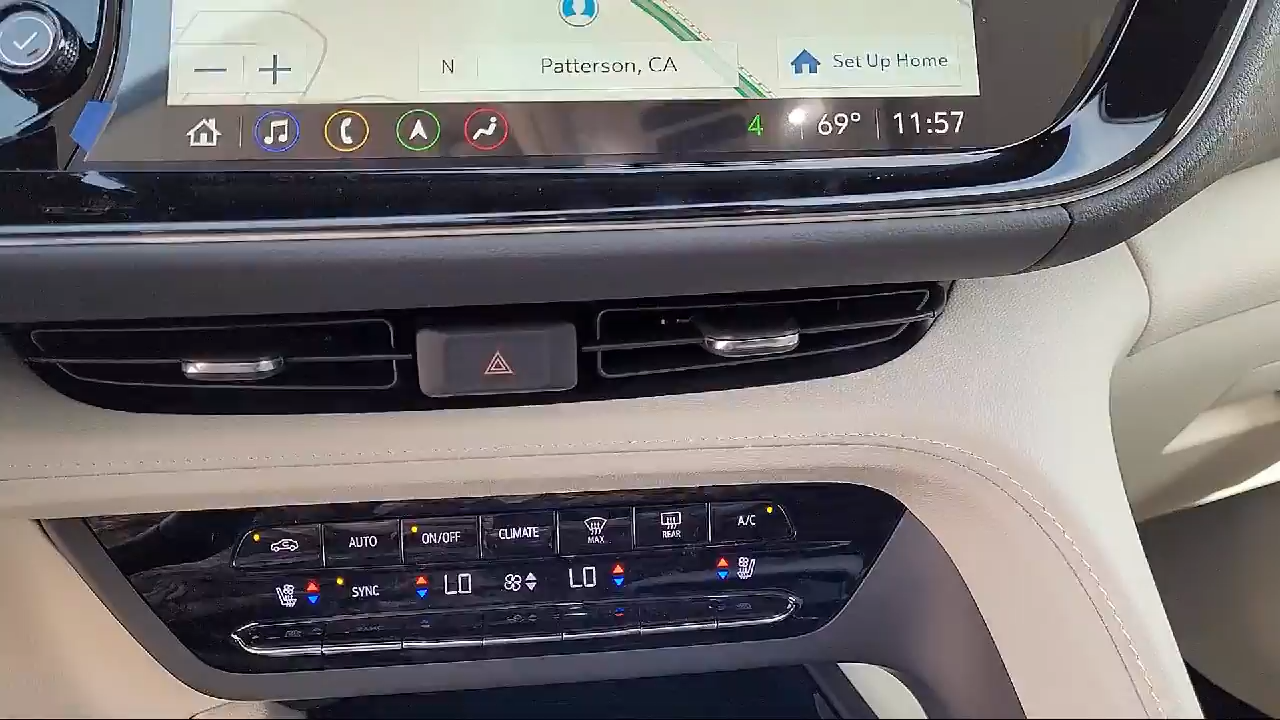 N Patterson, CA Set Up Home
4 69° 11:57
AUTO ON/OFF CLIMATE MAX REAR A/C
SYNC LO LO